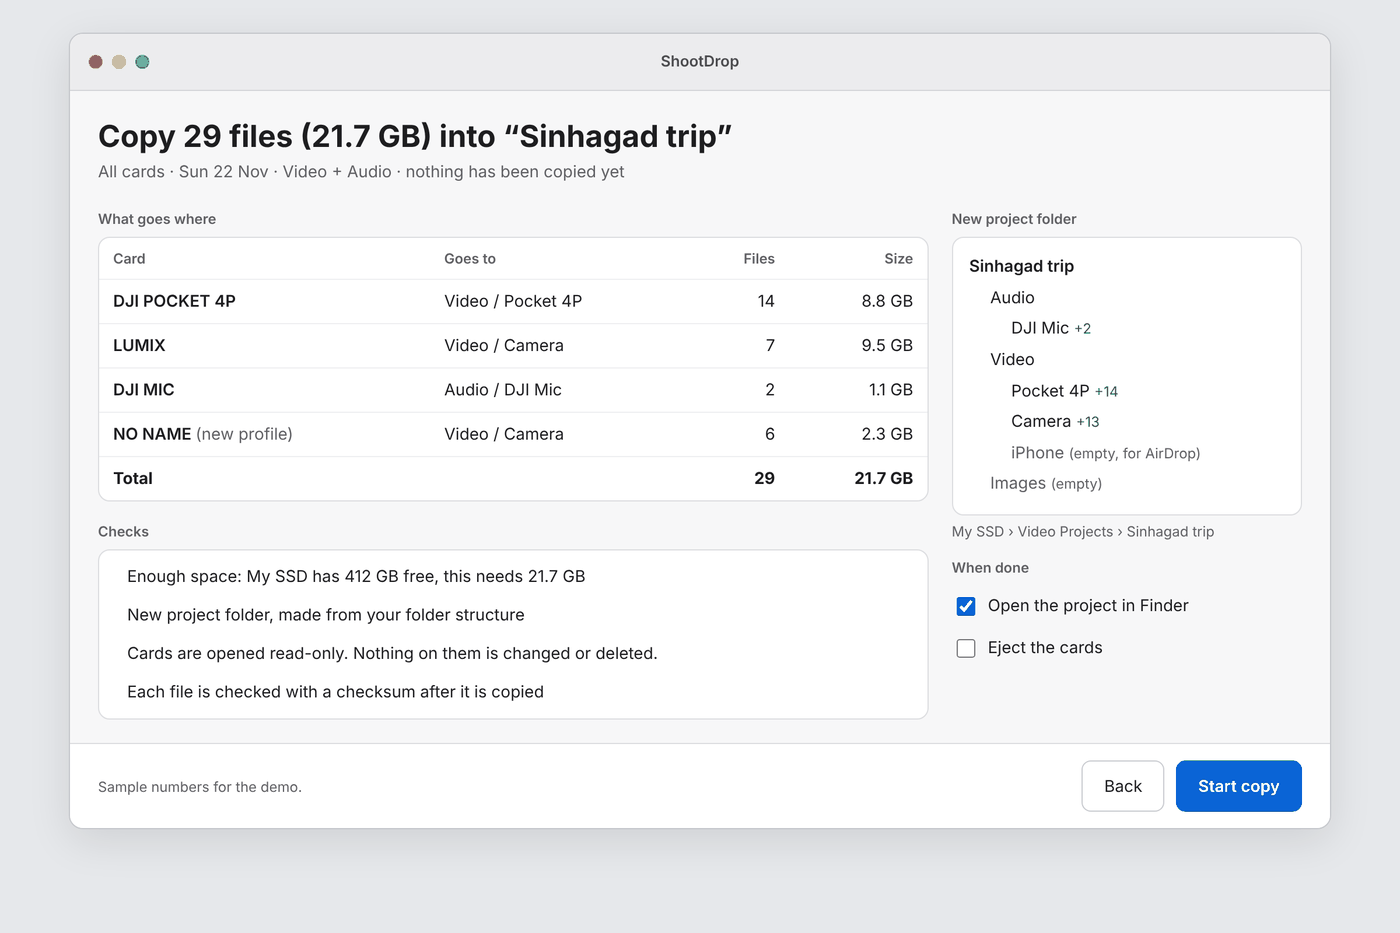 ShootDrop
Copy 29 files (21.7 GB) into “Sinhagad trip”
All cards · Sun 22 Nov · Video + Audio · nothing has been copied yet
What goes where
Card Goes to Files Size
DJI POCKET 4P Video / Pocket 4P 14 8.8 GB
LUMIX Video / Camera 7 9.5 GB
DJI MIC Audio / DJI Mic 2 1.1 GB
NO NAME (new profile) Video / Camera 6 2.3 GB
Total 29 21.7 GB
Checks
Enough space: My SSD has 412 GB free, this needs 21.7 GB
New project folder, made from your folder structure
Cards are opened read-only. Nothing on them is changed or deleted.
Each file is checked with a checksum after it is copied
New project folder
Sinhagad trip
Audio
DJI Mic +2
Video
Pocket 4P +14
Camera +13
iPhone (empty, for AirDrop)
Images (empty)
My SSD › Video Projects › Sinhagad trip
When done
Open the project in Finder
Eject the cards
Sample numbers for the demo.
Back
Start copy